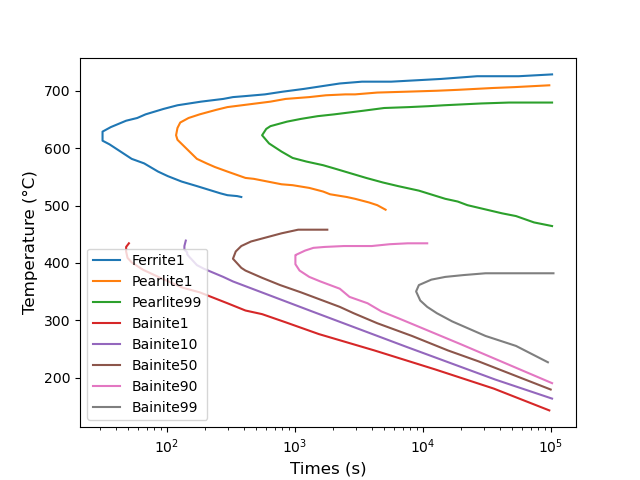 700
600
500
400
300
200
Temperature (°C)
Ferrite1
Pearlite1
Pearlite99
Bainite1
Bainite10
Bainite50
Bainite90
Bainite99
10² 10³ 10⁴ 10⁵
Times (s)